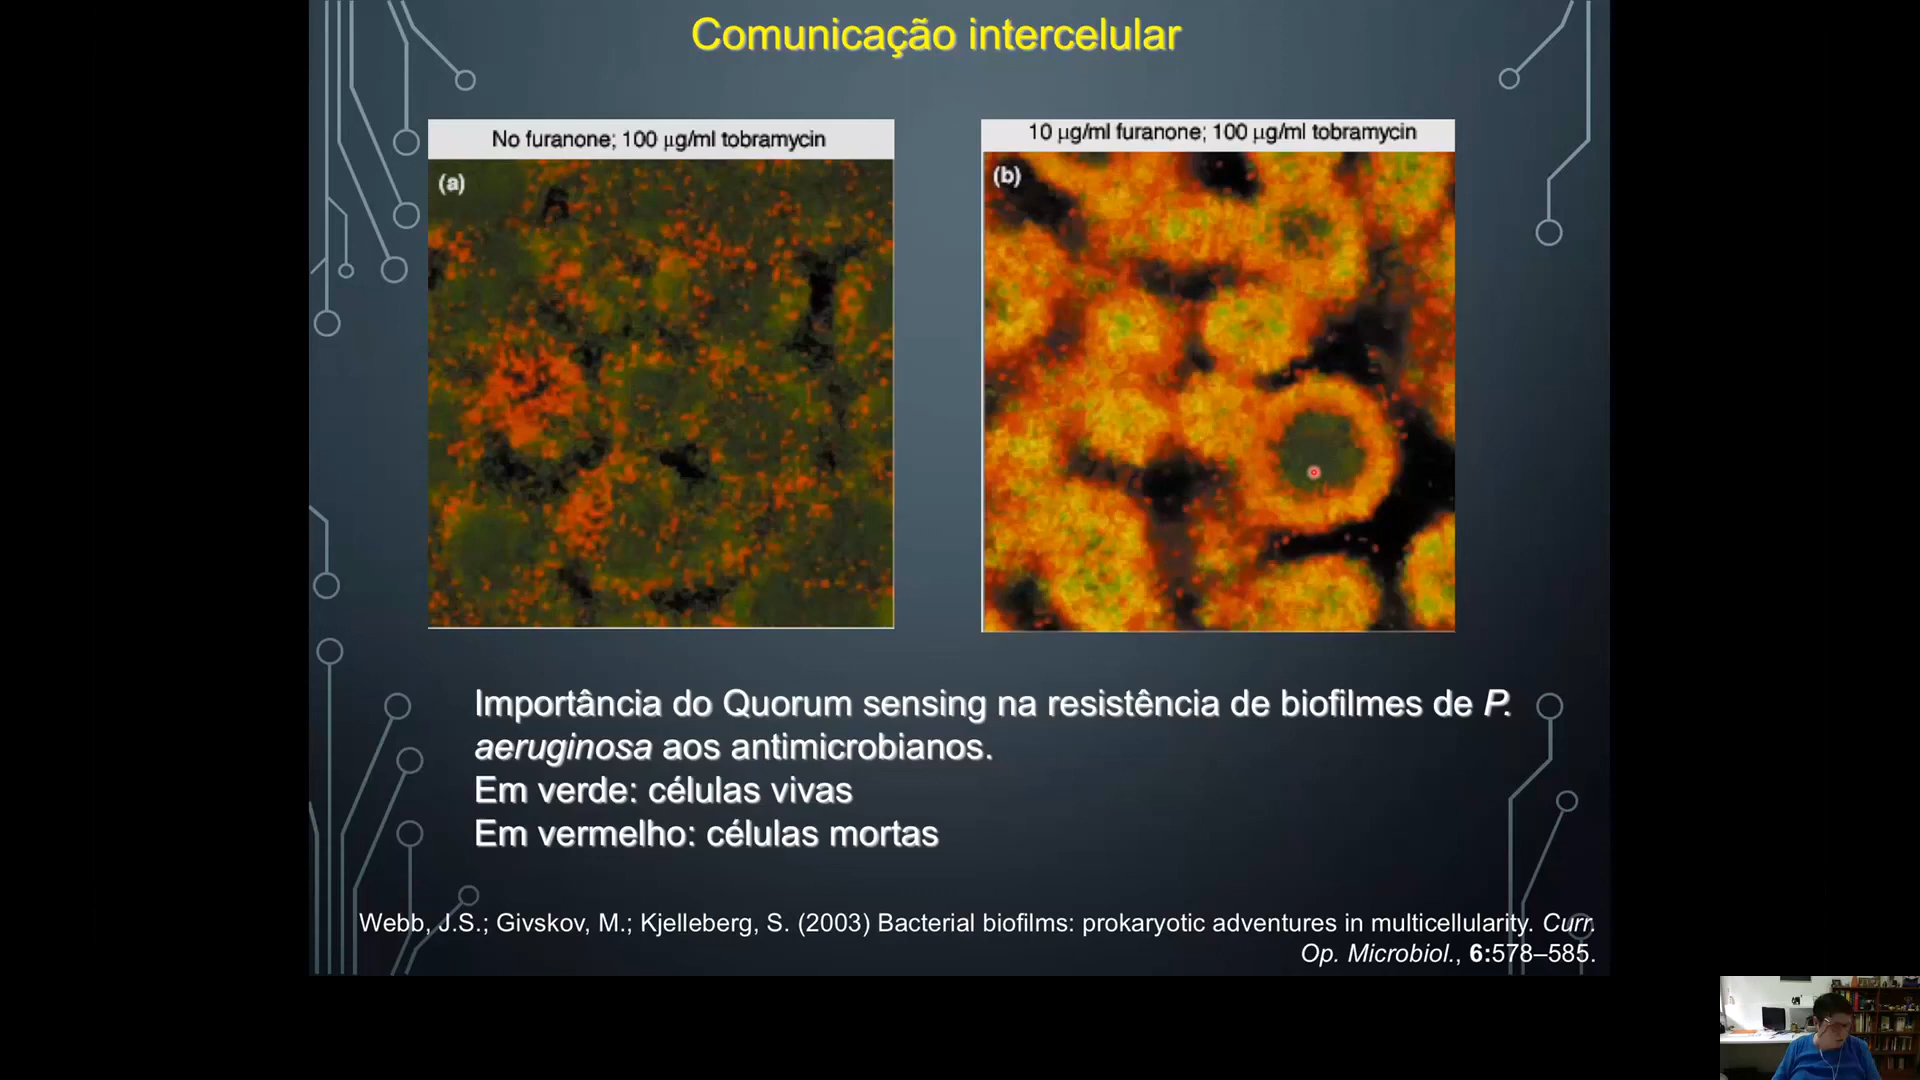 Comunicação intercelular
No furanone; 100 µg/ml tobramycin
10 µg/ml furanone; 100 µg/ml tobramycin
(a)
(b)
Importância do Quorum sensing na resistência de biofilmes de P.
aeruginosa aos antimicrobianos.
Em verde: células vivas
Em vermelho: células mortas
Webb, J.S.; Givskov, M.; Kjelleberg, S. (2003) Bacterial biofilms: prokaryotic adventures in multicellularity. Curr.
Op. Microbiol., 6:578–585.